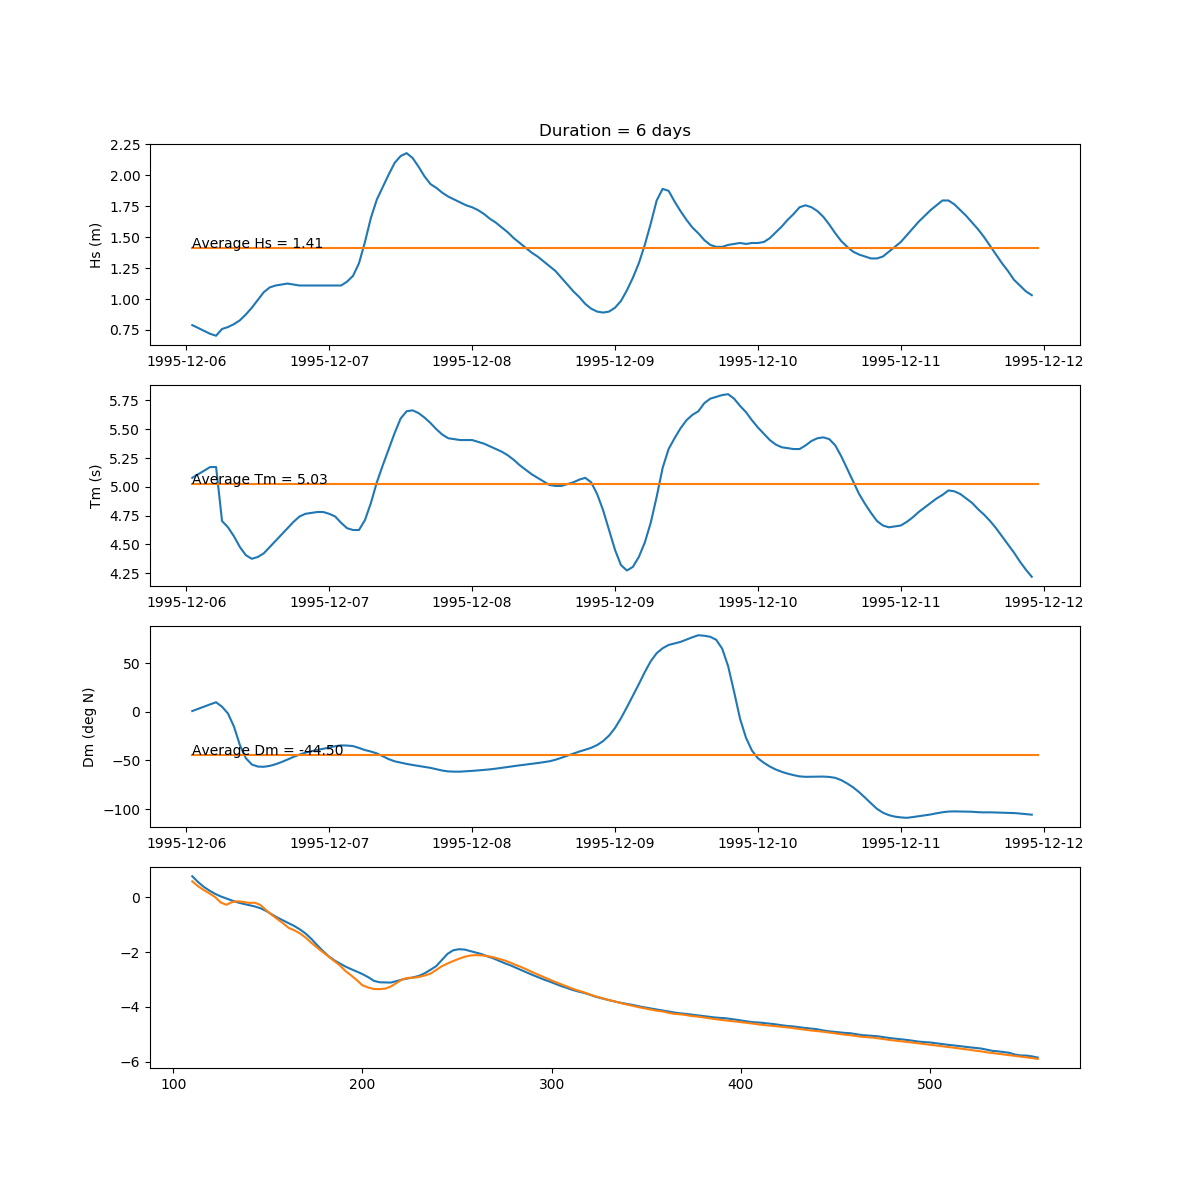 Duration = 6 days
2.25
2.00
1.75
1.50
1.25
1.00
0.75
Hs (m)
Average Hs = 1.41
1995-12-06 1995-12-07 1995-12-08 1995-12-09 1995-12-10 1995-12-11 1995-12-12
5.75
5.50
5.25
5.00
4.75
4.50
4.25
Tm (s)
Average Tm = 5.03
1995-12-06 1995-12-07 1995-12-08 1995-12-09 1995-12-10 1995-12-11 1995-12-12
50
0
−50
−100
Dm (deg N)
Average Dm = -44.50
1995-12-06 1995-12-07 1995-12-08 1995-12-09 1995-12-10 1995-12-11 1995-12-12
0
−2
−4
−6
100 200 300 400 500